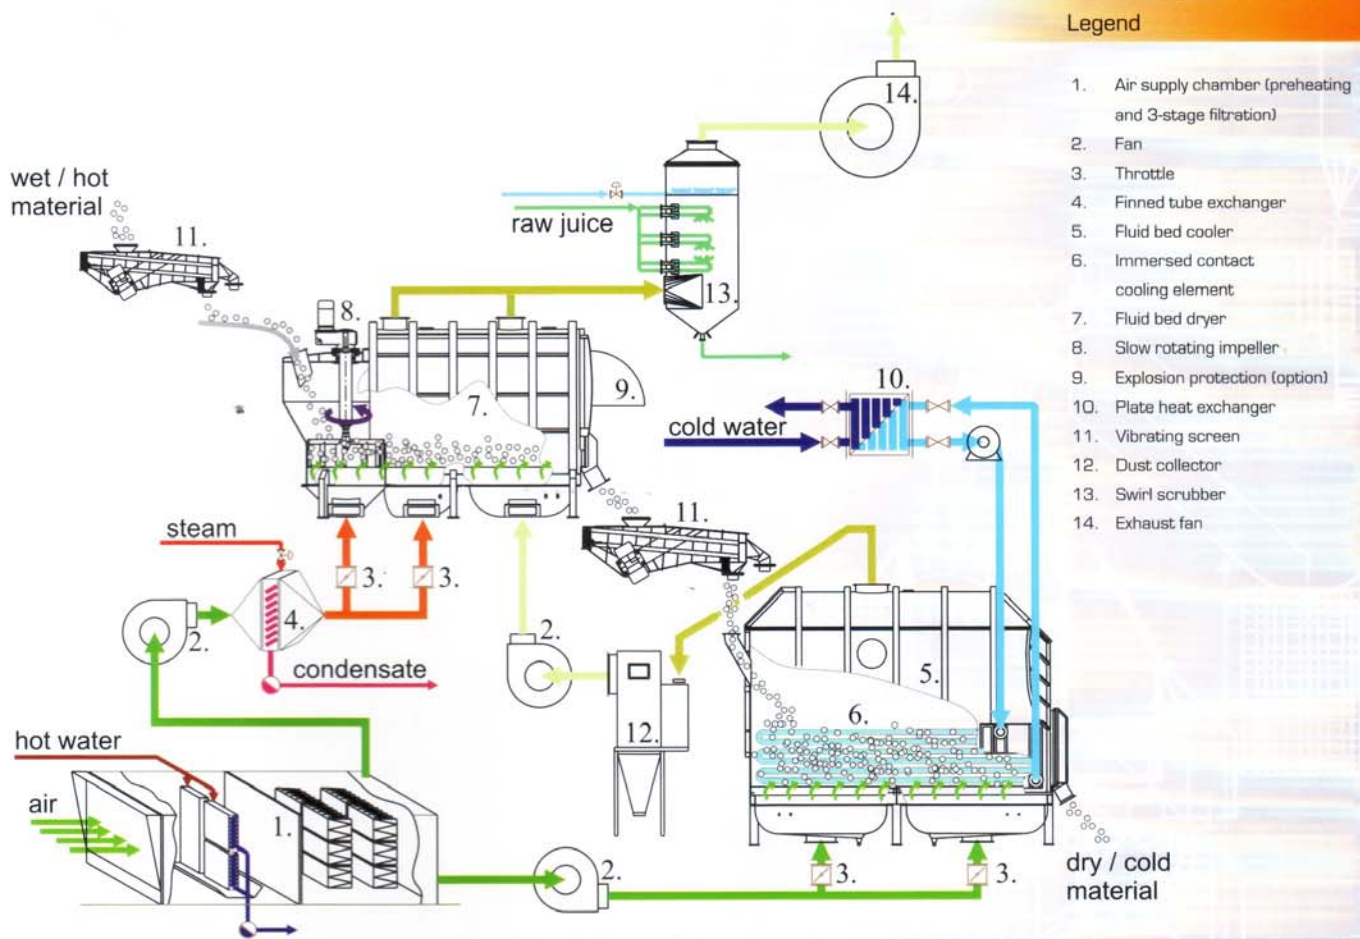 Legend
1. Air supply chamber (preheating
and 3-stage filtration)
2. Fan
3. Throttle
4. Finned tube exchanger
5. Fluid bed cooler
6. Immersed contact
cooling element
7. Fluid bed dryer
8. Slow rotating impeller
9. Explosion protection (option)
10. Plate heat exchanger
11. Vibrating screen
12. Dust collector
13. Swirl scrubber
14. Exhaust fan
14.
wet / hot
material
11.
raw juice
13.
8.
9.
7.
10.
cold water
11.
steam
3.
3.
4.
2.
2.
condensate
5.
6.
12.
hot water
air
1.
2.
3.
3.
dry / cold
material